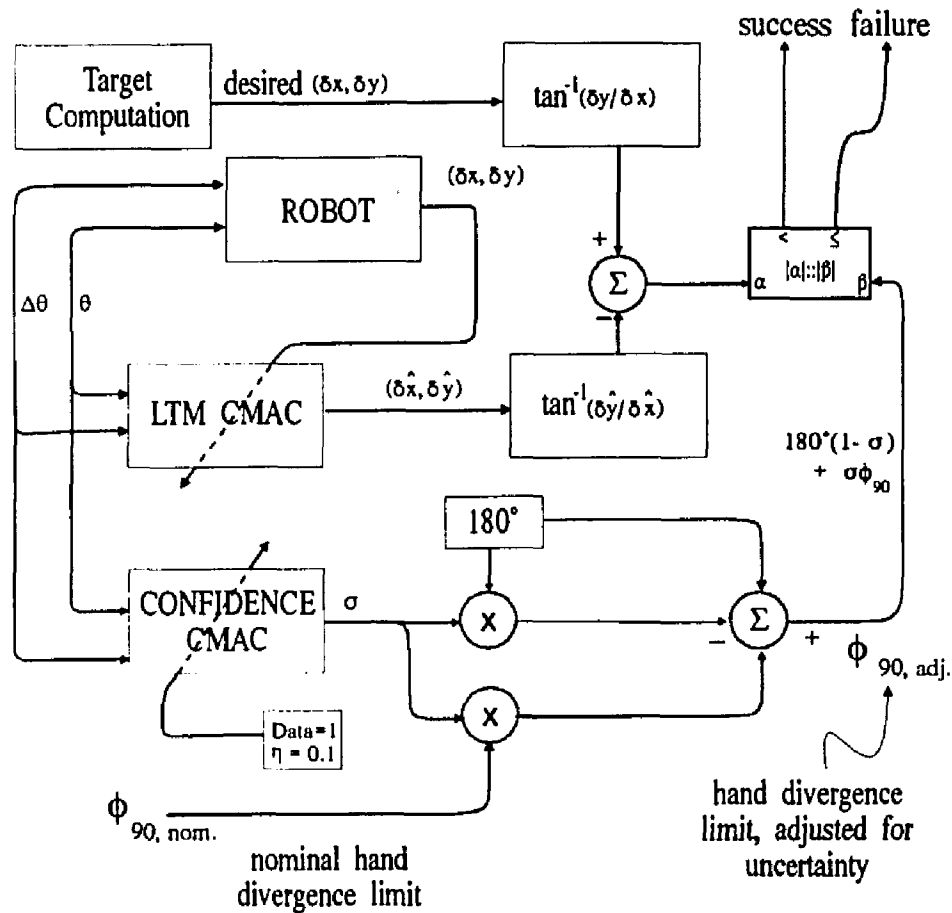 success failure
Target
Computation
desired (δx, δy)
tan⁻¹(δy/δx)
(δx, δy)
ROBOT
+
< ≤
|α|::|β|
α β
Σ
−
Δθ θ
(δx̂, δŷ)
LTM CMAC
tan⁻¹(δŷ/δx̂)
180°(1- σ)
+ σϕ₉₀
180°
CONFIDENCE
CMAC
σ
X
Σ
− +
ϕ 90, adj.
X
Data=1
η = 0.1
ϕ 90, nom.
hand divergence
limit, adjusted for
uncertainty
nominal hand
divergence limit